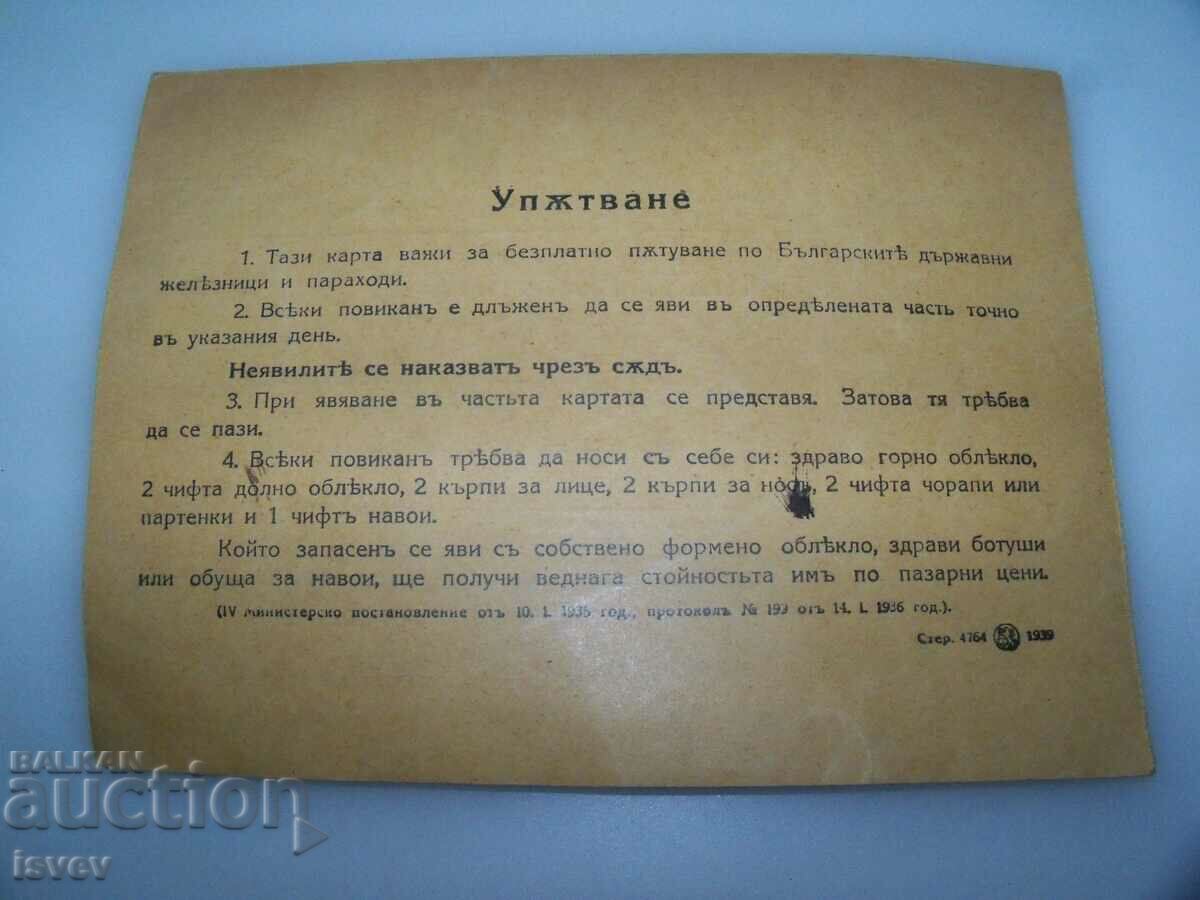 Упѫтване
1. Тази карта важи за безплатно пѫтуване по Българскитѣ държавни
желѣзници и параходи.
2. Всѣки повиканъ е длъженъ да се яви въ опредѣлената часть точно
въ указания день.
Неявилитѣ се наказватъ чрезъ сѫдъ.
3. При явяване въ частьта картата се представя. Затова тя трѣбва
да се пази.
4. Всѣки повиканъ трѣбва да носи съ себе си: здраво горно облѣкло,
2 чифта долно облѣкло, 2 кърпи за лице, 2 кърпи за носъ, 2 чифта чорапи или
партенки и 1 чифтъ навои.
Който запасенъ се яви съ собствено формено облѣкло, здрави ботуши
или обуща за навои, ще получи веднага стойностьта имъ по пазарни цени.
(IV Министерско постановление отъ 10. I. 1936 год., протоколъ № 199 отъ 14. I. 1936 год.).
Стер. 4764 1939
BALKAN
auction
isvev